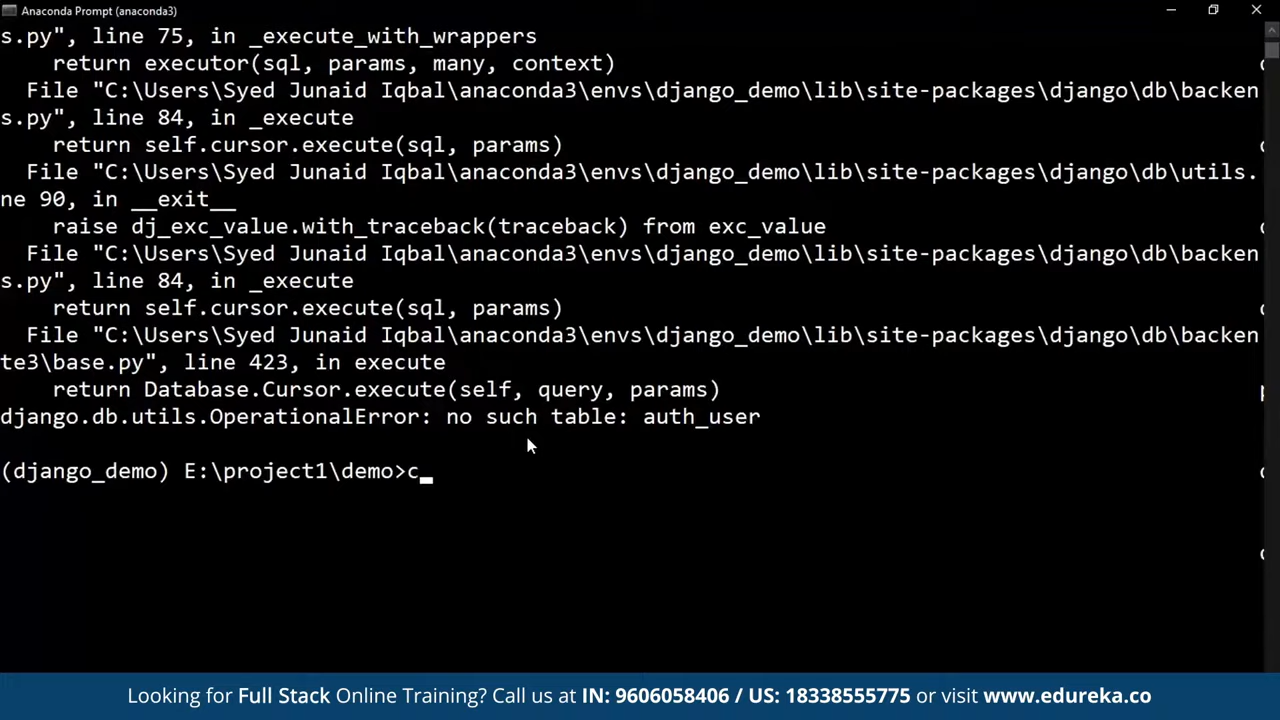 Anaconda Prompt (anaconda3)
s.py", line 75, in _execute_with_wrappers
return executor(sql, params, many, context)
File "C:\Users\Syed Junaid Iqbal\anaconda3\envs\django_demo\lib\site-packages\django\db\backen
s.py", line 84, in _execute
return self.cursor.execute(sql, params)
File "C:\Users\Syed Junaid Iqbal\anaconda3\envs\django_demo\lib\site-packages\django\db\utils.
ne 90, in __exit__
raise dj_exc_value.with_traceback(traceback) from exc_value
File "C:\Users\Syed Junaid Iqbal\anaconda3\envs\django_demo\lib\site-packages\django\db\backen
s.py", line 84, in _execute
return self.cursor.execute(sql, params)
File "C:\Users\Syed Junaid Iqbal\anaconda3\envs\django_demo\lib\site-packages\django\db\backen
te3\base.py", line 423, in execute
return Database.Cursor.execute(self, query, params)
django.db.utils.OperationalError: no such table: auth_user
(django_demo) E:\project1\demo>c
Looking for Full Stack Online Training? Call us at IN: 9606058406 / US: 18338555775 or visit www.edureka.co